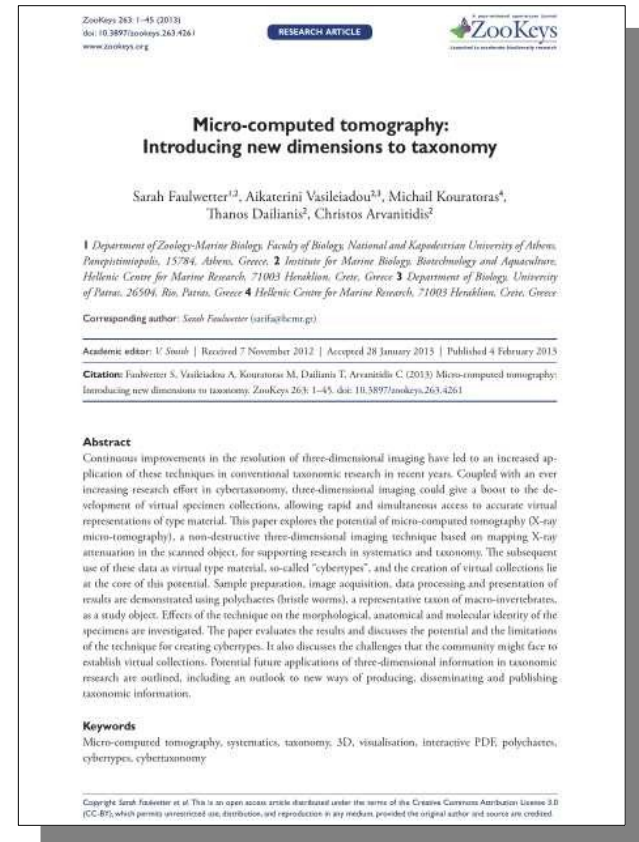 ZooKeys 263: 1–45 (2013)
doi: 10.3897/zookeys.263.4261
www.zookeys.org
RESEARCH ARTICLE
A peer-reviewed open-access journal
ZooKeys
Launched to accelerate biodiversity research
Micro-computed tomography:
Introducing new dimensions to taxonomy
Sarah Faulwetter1,2, Aikaterini Vasileiadou2,3, Michail Kouratoras4,
Thanos Dailianis2, Christos Arvanitidis2
1 Department of Zoology-Marine Biology, Faculty of Biology, National and Kapodestrian University of Athens,
Panepistimiopolis, 15784, Athens, Greece, 2 Institute for Marine Biology, Biotechnology and Aquaculture,
Hellenic Centre for Marine Research, 71003 Heraklion, Crete, Greece 3 Department of Biology, University
of Patras, 26504, Rio, Patras, Greece 4 Hellenic Centre for Marine Research, 71003 Heraklion, Crete, Greece
Corresponding author: Sarah Faulwetter (sarifa@hcmr.gr)
Academic editor: V. Smith | Received 7 November 2012 | Accepted 28 January 2013 | Published 4 February 2013
Citation: Faulwetter S, Vasileiadou A, Kouratoras M, Dailianis T, Arvanitidis C (2013) Micro-computed tomography:
Introducing new dimensions to taxonomy. ZooKeys 263: 1–45. doi: 10.3897/zookeys.263.4261
Abstract
Continuous improvements in the resolution of three-dimensional imaging have led to an increased ap-
plication of these techniques in conventional taxonomic research in recent years. Coupled with an ever
increasing research effort in cybertaxonomy, three-dimensional imaging could give a boost to the de-
velopment of virtual specimen collections, allowing rapid and simultaneous access to accurate virtual
representations of type material. This paper explores the potential of micro-computed tomography (X-ray
micro-tomography), a non-destructive three-dimensional imaging technique based on mapping X-ray
attenuation in the scanned object, for supporting research in systematics and taxonomy. The subsequent
use of these data as virtual type material, so-called "cybertypes", and the creation of virtual collections lie
at the core of this potential. Sample preparation, image acquisition, data processing and presentation of
results are demonstrated using polychaetes (bristle worms), a representative taxon of macro-invertebrates,
as a study object. Effects of the technique on the morphological, anatomical and molecular identity of the
specimens are investigated. The paper evaluates the results and discusses the potential and the limitations
of the technique for creating cybertypes. It also discusses the challenges that the community might face to
establish virtual collections. Potential future applications of three-dimensional information in taxonomic
research are outlined, including an outlook to new ways of producing, disseminating and publishing
taxonomic information.
Keywords
Micro-computed tomography, systematics, taxonomy, 3D, visualisation, interactive PDF, polychaetes,
cybertypes, cybertaxonomy
Copyright Sarah Faulwetter et al. This is an open access article distributed under the terms of the Creative Commons Attribution License 3.0
(CC-BY), which permits unrestricted use, distribution, and reproduction in any medium, provided the original author and source are credited.